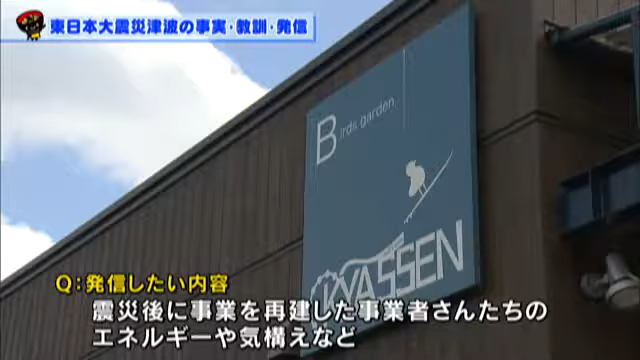 東日本大震災津波の事実・教訓・発信
Birds garden
KYASSEN
Q：発信したい内容
震災後に事業を再建した事業者さんたちの
エネルギーや気構えなど